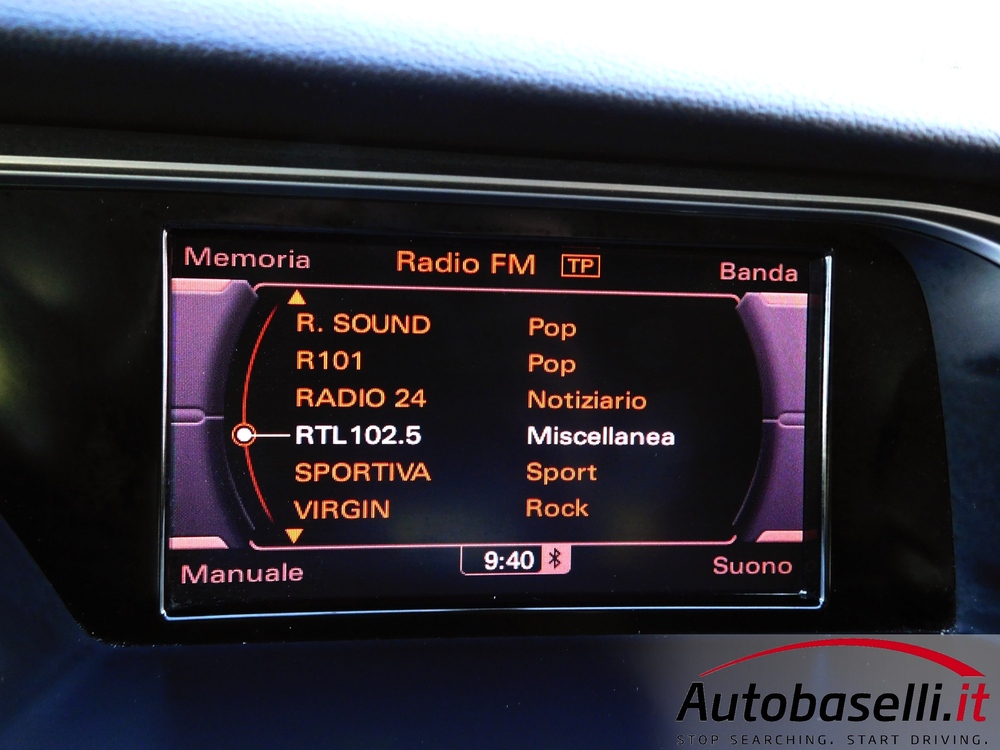 Memoria Radio FM TP Banda
R. SOUND Pop
R101 Pop
RADIO 24 Notiziario
RTL102.5 Miscellanea
SPORTIVA Sport
VIRGIN Rock
Manuale 9:40 Suono
Autobaselli.it
STOP SEARCHING. START DRIVING.